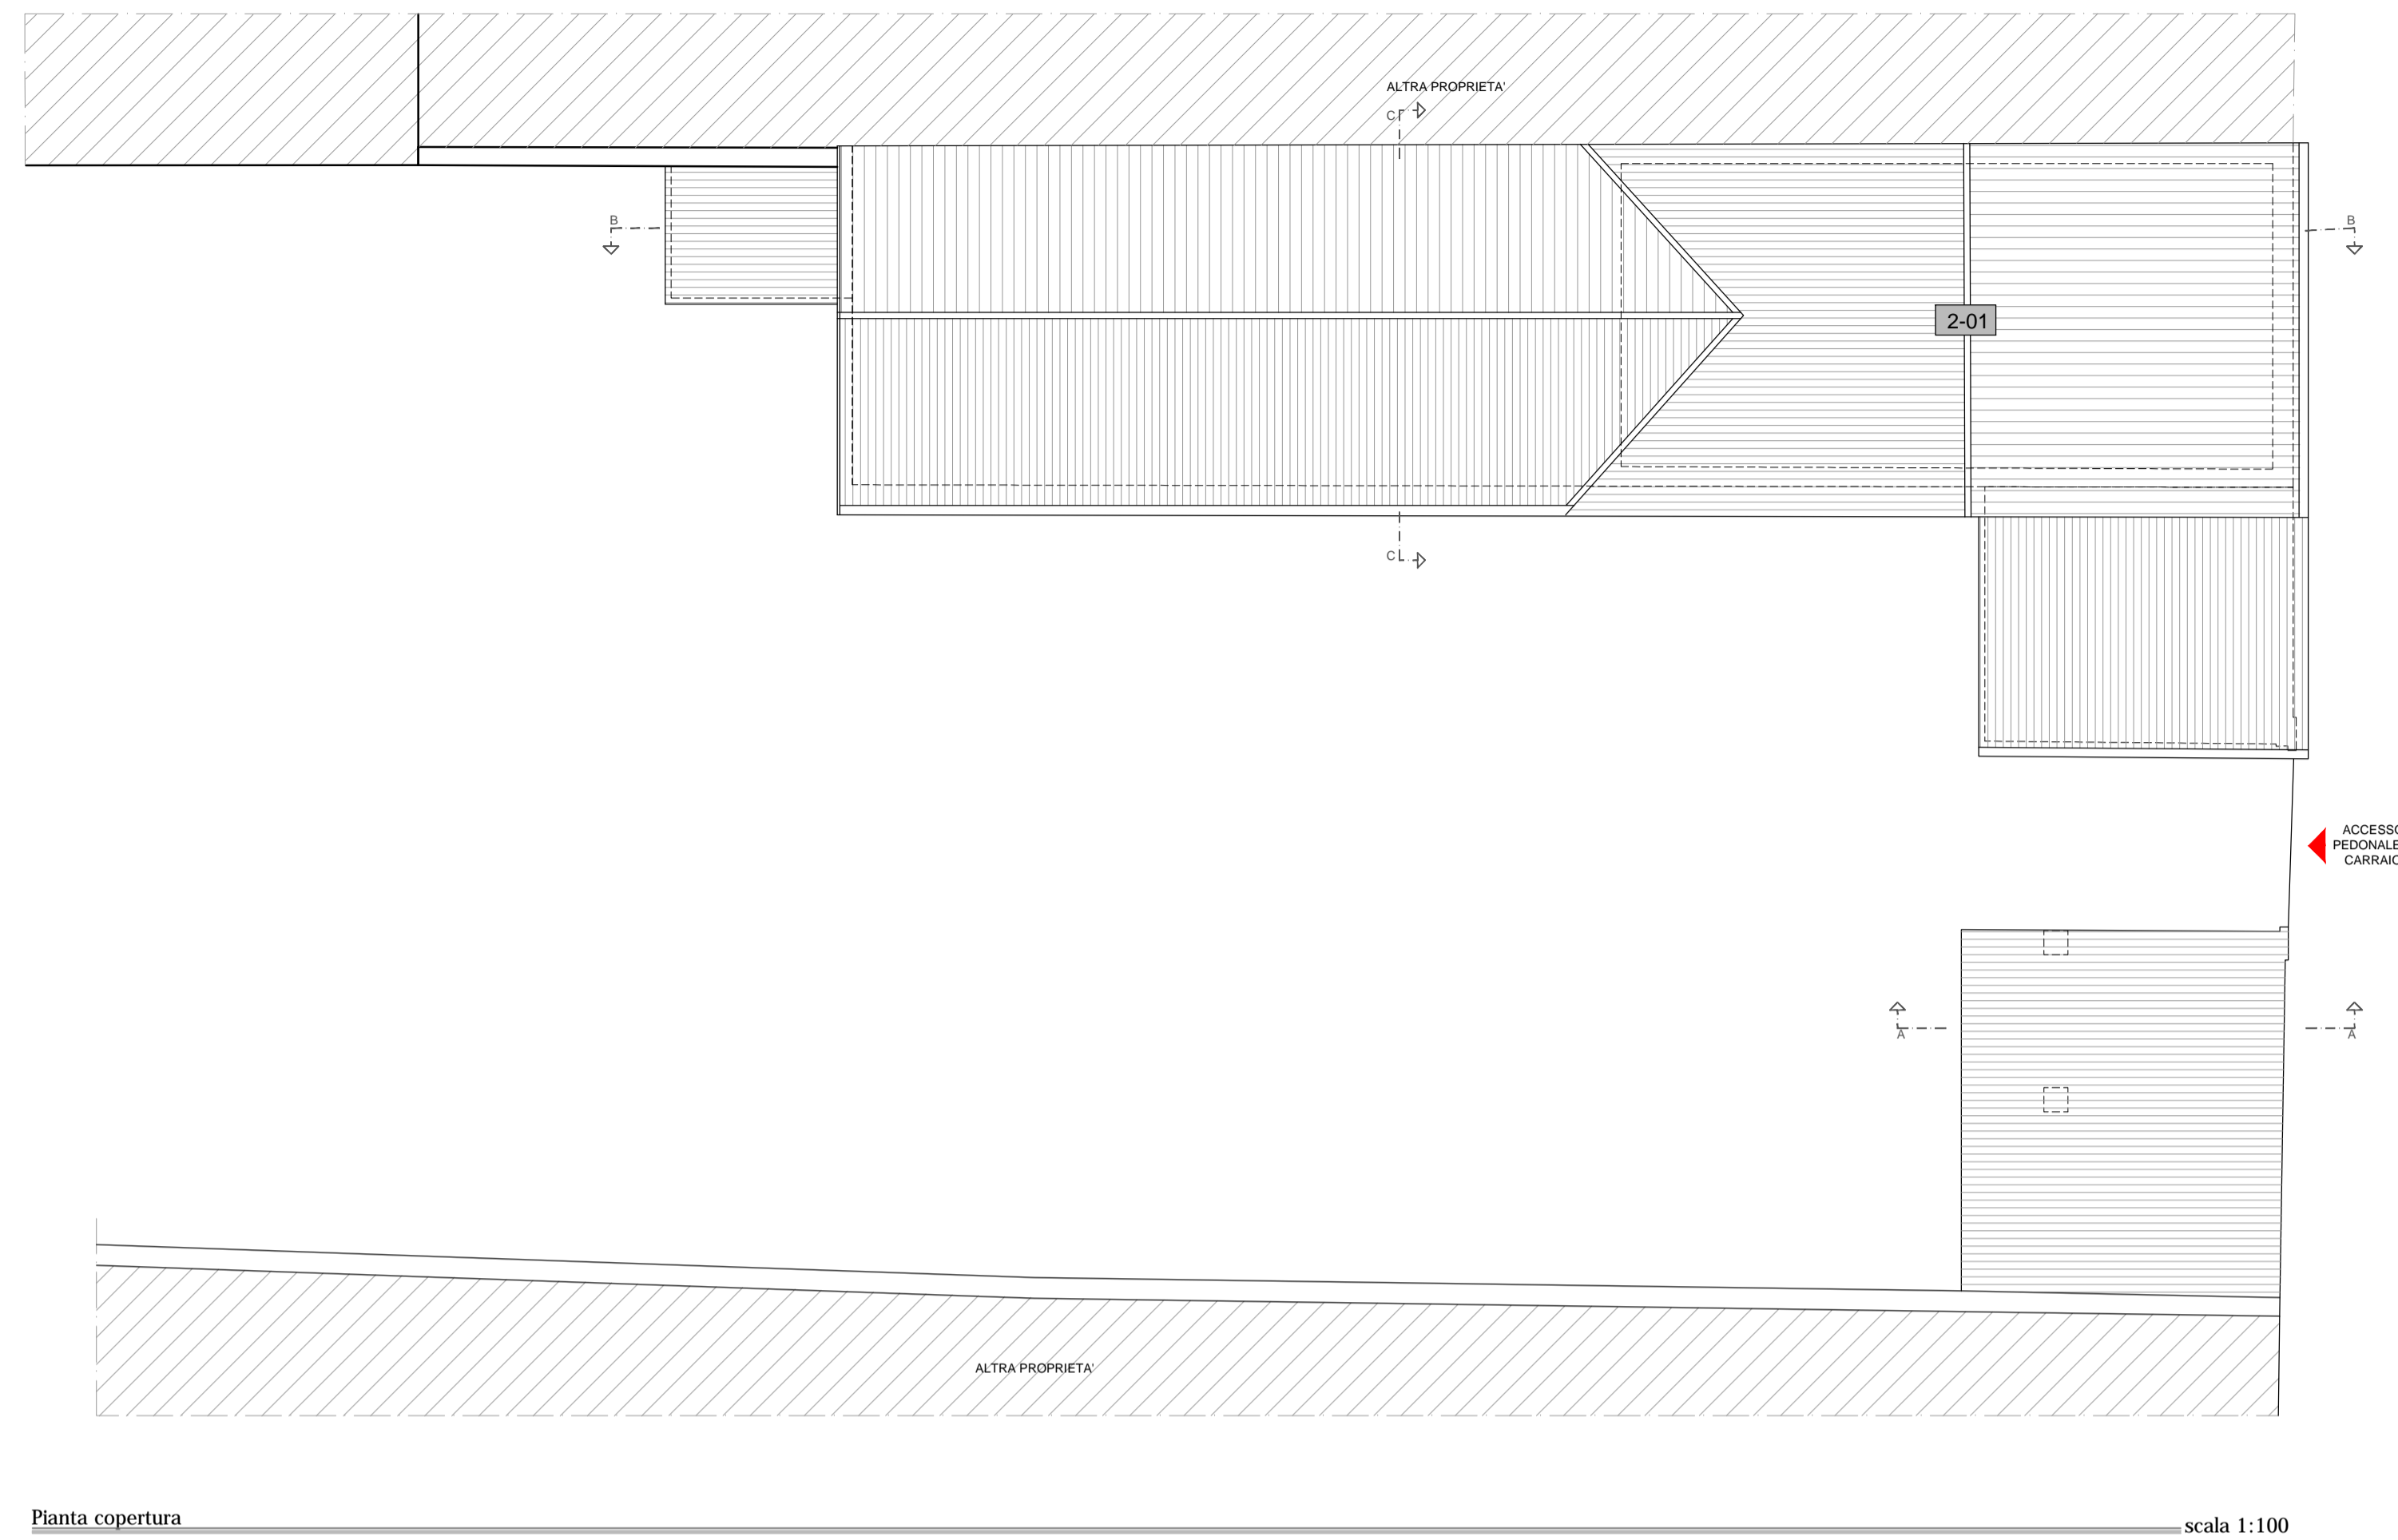 ALTRA PROPRIETA'
C
B
B
2-01
C
ACCESSO
PEDONALE
CARRAIO
A
A
ALTRA PROPRIETA'
Pianta copertura
scala 1:100